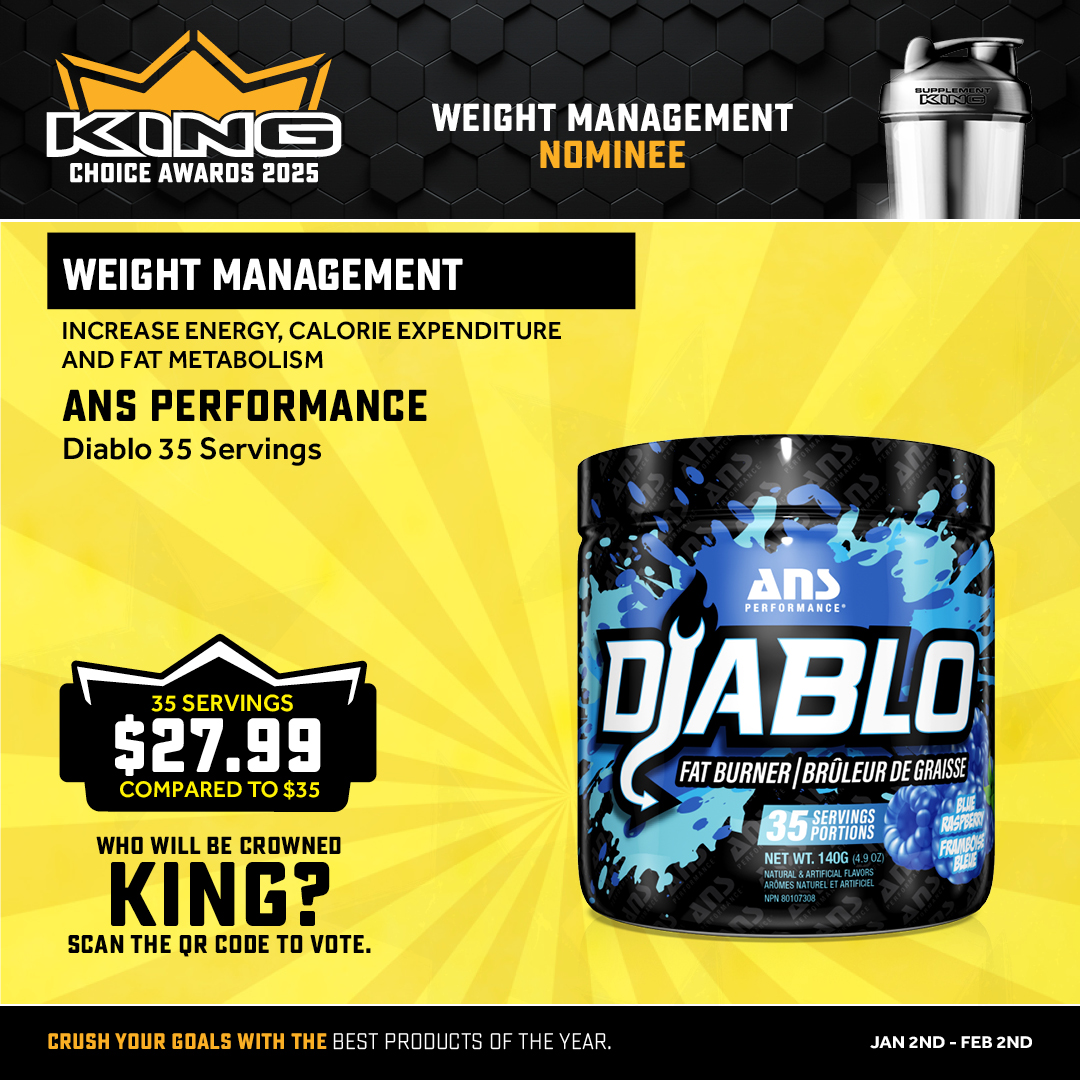 KING
CHOICE AWARDS 2025
WEIGHT MANAGEMENT
NOMINEE
SUPPLEMENT
KING
WEIGHT MANAGEMENT
INCREASE ENERGY, CALORIE EXPENDITURE
AND FAT METABOLISM
ANS PERFORMANCE
Diablo 35 Servings
ANS
PERFORMANCE®
DIABLO
FAT BURNER | BRÛLEUR DE GRAISSE
35 SERVINGS
PORTIONS
BLUE
RASPBERRY
FRAMBOISE
BLEUE
NET WT. 140G (4.9 OZ)
NATURAL & ARTIFICIAL FLAVORS
ARÔMES NATUREL ET ARTIFICIEL
NPN 80107308
35 SERVINGS
$27.99
COMPARED TO $35
WHO WILL BE CROWNED
KING?
SCAN THE QR CODE TO VOTE.
CRUSH YOUR GOALS WITH THE BEST PRODUCTS OF THE YEAR.
JAN 2ND - FEB 2ND